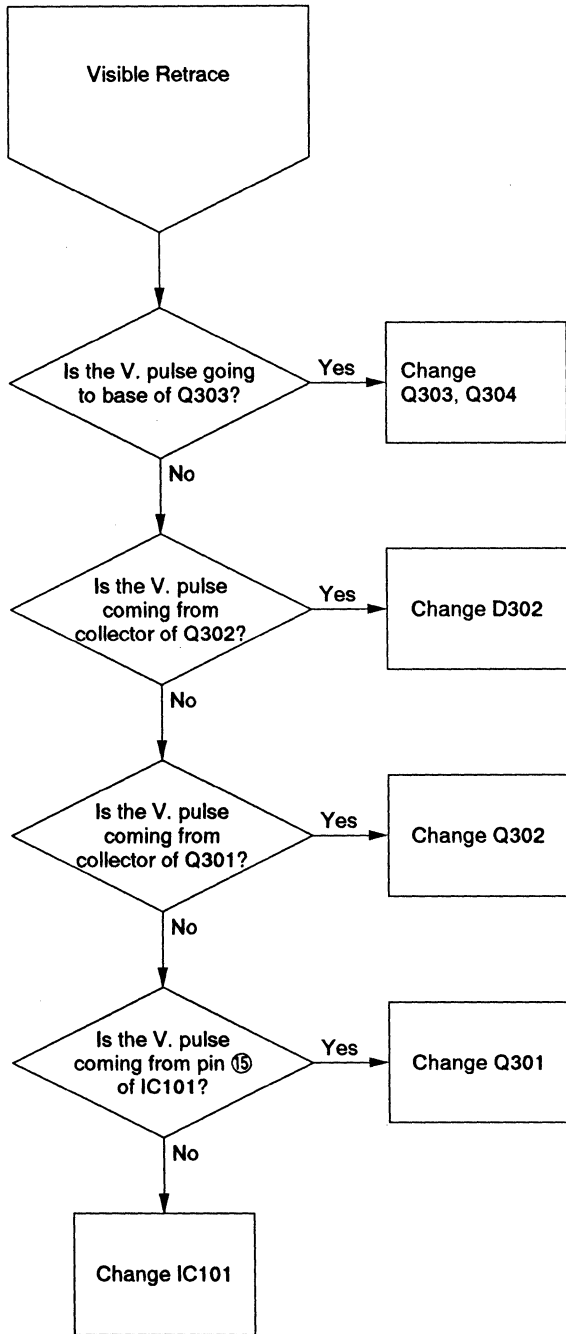 Visible Retrace
Is the V. pulse going
to base of Q303?
Yes
Change
Q303, Q304
No
Is the V. pulse
coming from
collector of Q302?
Yes
Change D302
No
Is the V. pulse
coming from
collector of Q301?
Yes
Change Q302
No
Is the V. pulse
coming from pin ⑮
of IC101?
Yes
Change Q301
No
Change IC101